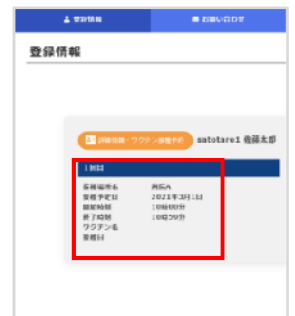 登録情報 お問い合わせ
登録情報
詳細情報・ワクチン接種予約 satotare1 佐藤太郎
1回目
接種場所名 病院A
接種予定日 2021年3月1日
開始時間 10時00分
終了時間 10時59分
ワクチン名
接種日